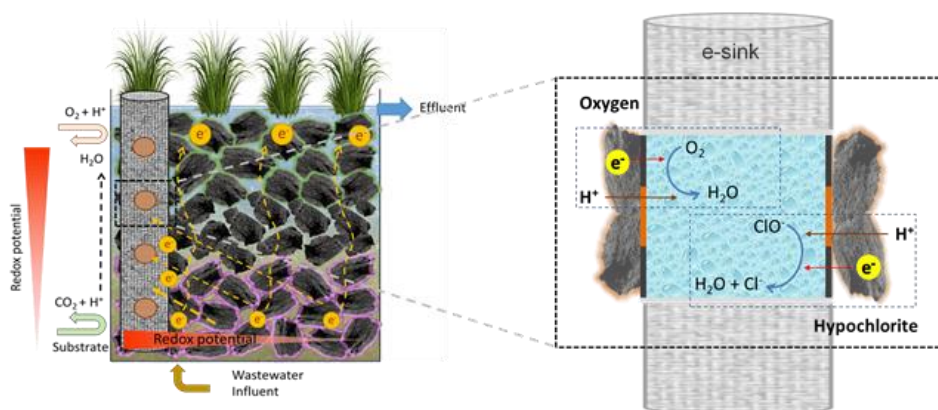 O₂ + H⁺
H₂O
Redox potential
CO₂ + H⁺
Substrate
e⁻
e⁻
e⁻
e⁻
e⁻
e⁻
e⁻
e⁻
Redox potential
Wastewater
Influent
Effluent
e-sink
Oxygen
e⁻
O₂
H⁺
H₂O
ClO⁻
H⁺
e⁻
H₂O + Cl⁻
Hypochlorite